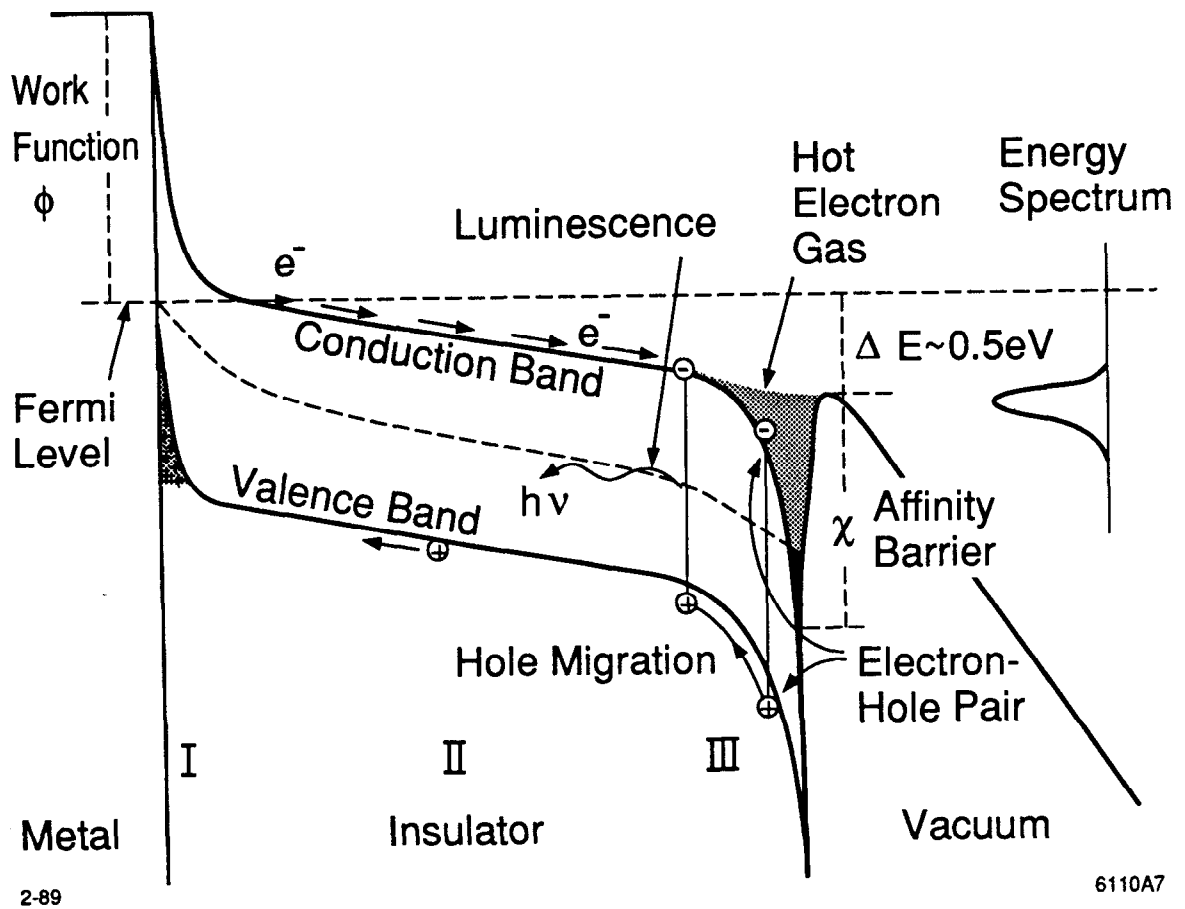 Work
Function
ϕ
Hot
Electron
Gas
Energy
Spectrum
Luminescence
e⁻
e⁻
Conduction Band
Δ E~0.5eV
Fermi
Level
hν
Valence Band
+
-
-
+
+
χ
Affinity
Barrier
Hole Migration
Electron-
Hole Pair
I
II
III
Metal
Insulator
Vacuum
2-89
6110A7